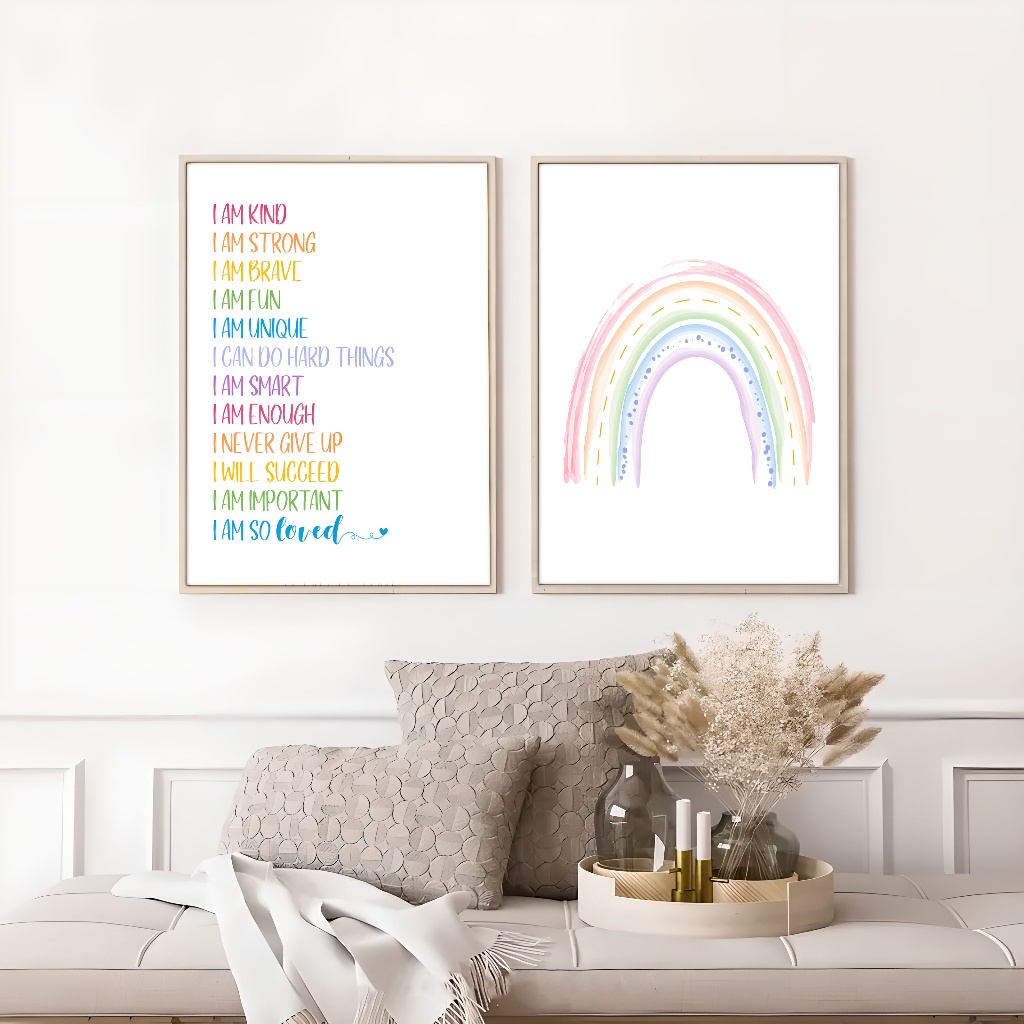 I AM KIND
I AM STRONG
I AM BRAVE
I AM FUN
I AM UNIQUE
I CAN DO HARD THINGS
I AM SMART
I AM ENOUGH
I NEVER GIVE UP
I WILL SUCCEED
I AM IMPORTANT
I AM SO loved